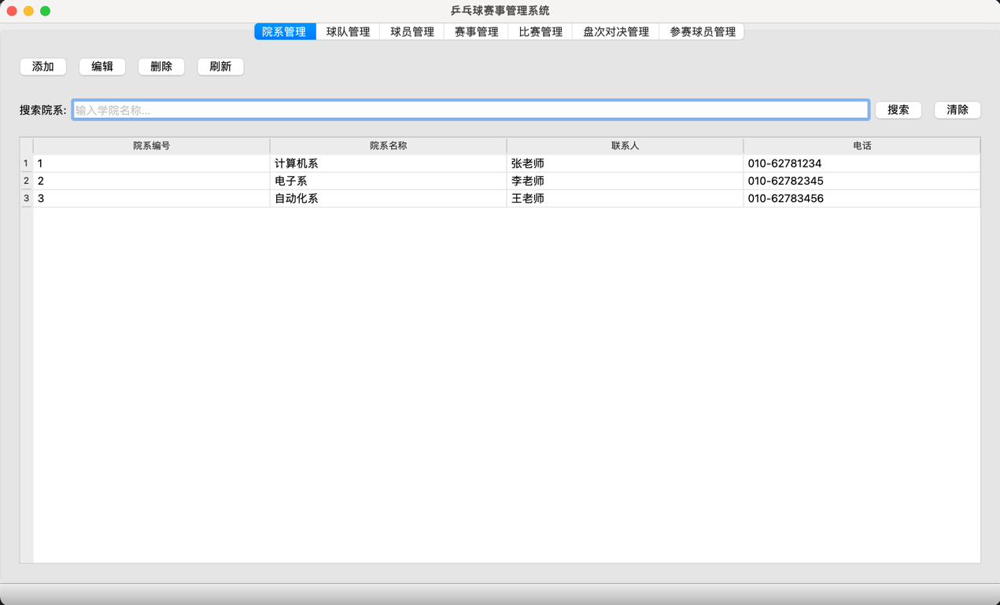 乒乓球赛事管理系统
院系管理 球队管理 球员管理 赛事管理 比赛管理 盘次对决管理 参赛球员管理
添加 编辑 删除 刷新
搜索院系: 输入学院名称... 搜索 清除
院系编号 院系名称 联系人 电话
1 1 计算机系 张老师 010-62781234
2 2 电子系 李老师 010-62782345
3 3 自动化系 王老师 010-62783456